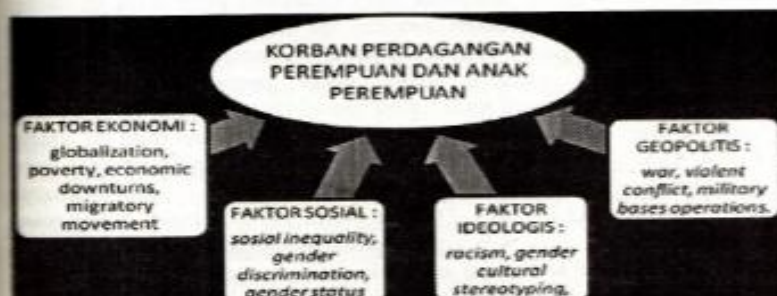 KORBAN PERDAGANGAN
PEREMPUAN DAN ANAK
PEREMPUAN
FAKTOR EKONOMI :
globalization,
poverty, economic
downturns,
migratory
movement
FAKTOR SOSIAL :
sosial inequality,
gender
discrimination,
gender status
FAKTOR
IDEOLOGIS :
racism, gender
cultural
stereotyping,
FAKTOR
GEOPOLITIS :
war, violent
conflict, military
bases operations.